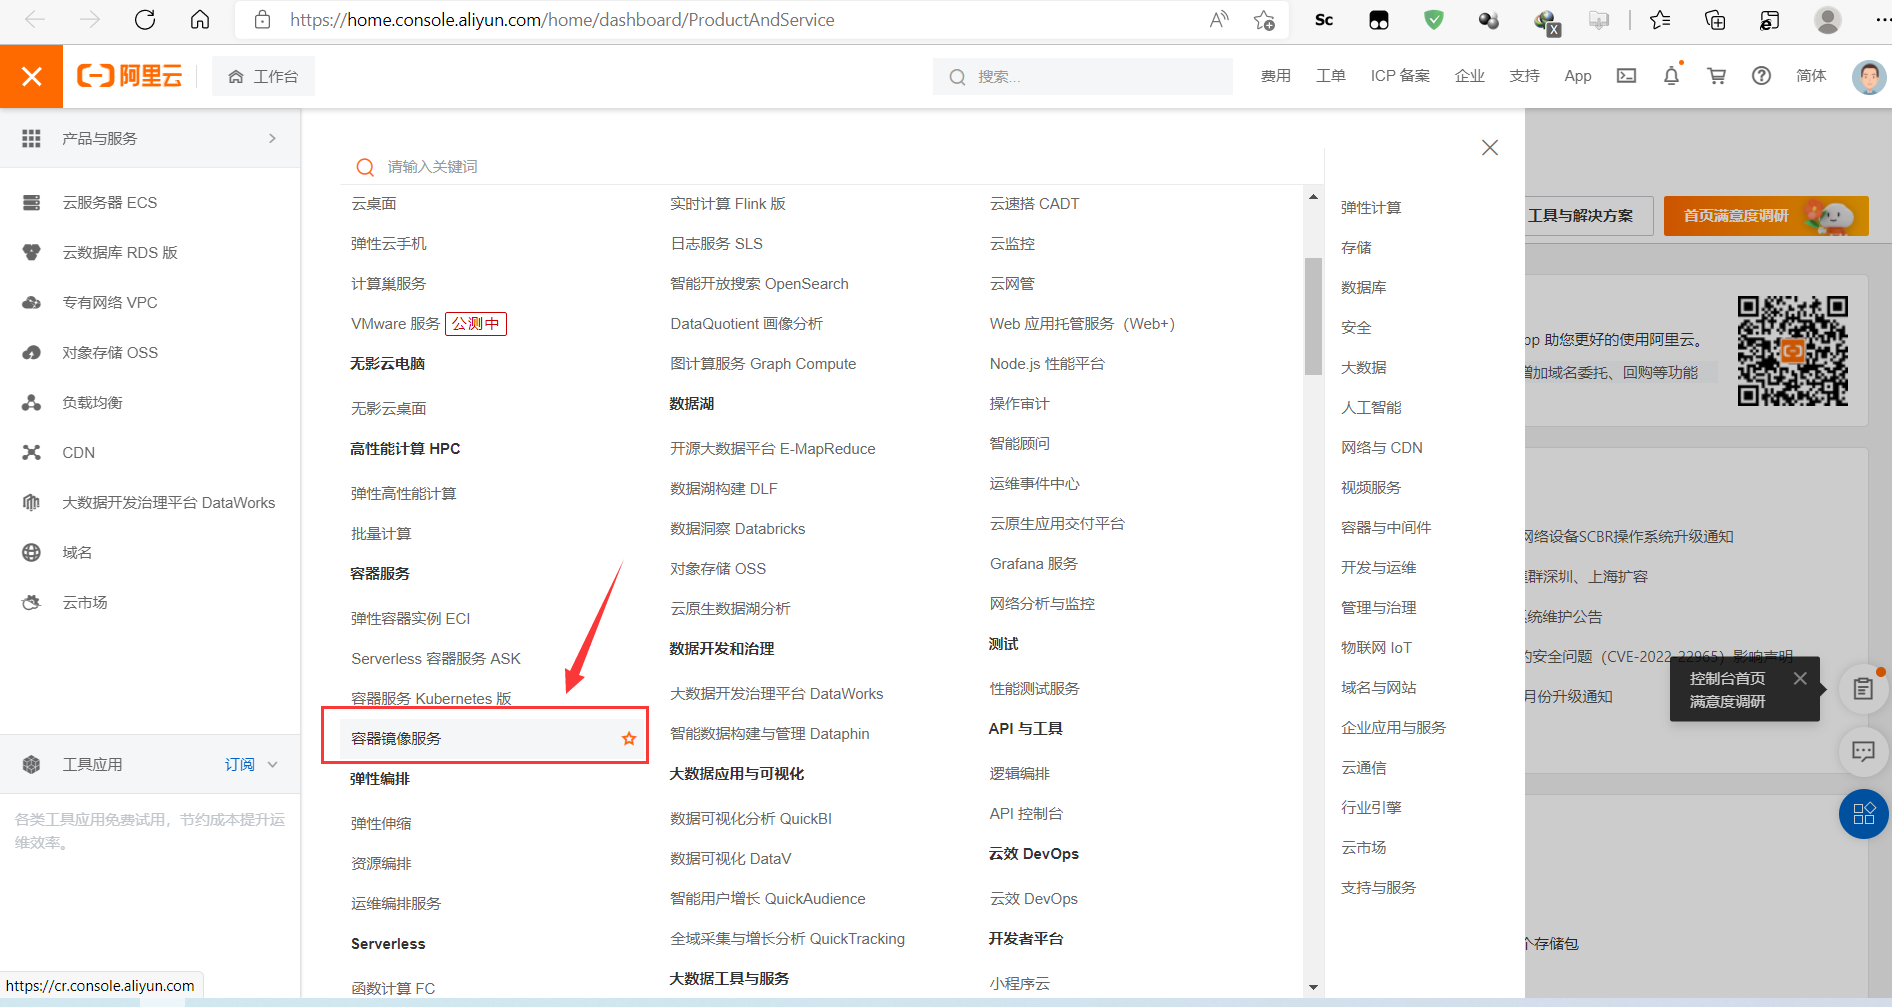 https://home.console.aliyun.com/home/dashboard/ProductAndService
Sc
X
阿里云
工作台
搜索...
费用
工单
ICP 备案
企业
支持
App
简体
产品与服务
云服务器 ECS
云数据库 RDS 版
专有网络 VPC
对象存储 OSS
负载均衡
CDN
大数据开发治理平台 DataWorks
域名
云市场
工具应用
订阅
各类工具应用免费试用，节约成本提升运
维效率。
https://cr.console.aliyun.com
请输入关键词
云桌面
弹性云手机
计算巢服务
VMware 服务 公测中
无影云电脑
无影云桌面
高性能计算 HPC
弹性高性能计算
批量计算
容器服务
弹性容器实例 ECI
Serverless 容器服务 ASK
容器服务 Kubernetes 版
容器镜像服务
弹性编排
弹性伸缩
资源编排
运维编排服务
Serverless
函数计算 FC
实时计算 Flink 版
日志服务 SLS
智能开放搜索 OpenSearch
DataQuotient 画像分析
图计算服务 Graph Compute
数据湖
开源大数据平台 E-MapReduce
数据湖构建 DLF
数据洞察 Databricks
对象存储 OSS
云原生数据湖分析
数据开发和治理
大数据开发治理平台 DataWorks
智能数据构建与管理 Dataphin
大数据应用与可视化
数据可视化分析 QuickBI
数据可视化 DataV
智能用户增长 QuickAudience
全域采集与增长分析 QuickTracking
大数据工具与服务
云速搭 CADT
云监控
云网管
Web 应用托管服务（Web+）
Node.js 性能平台
操作审计
智能顾问
运维事件中心
云原生应用交付平台
Grafana 服务
网络分析与监控
测试
性能测试服务
API 与工具
逻辑编排
API 控制台
云效 DevOps
云效 DevOps
开发者平台
小程序云
弹性计算
存储
数据库
安全
大数据
人工智能
网络与 CDN
视频服务
容器与中间件
开发与运维
管理与治理
物联网 IoT
域名与网站
企业应用与服务
云通信
行业引擎
云市场
支持与服务
工具与解决方案
首页满意度调研
pp 助您更好的使用阿里云。
增加域名委托、回购等功能
网络设备SCBR操作系统升级通知
集群深圳、上海扩容
系统维护公告
的安全问题（CVE-2022-22965）影响声明
月份升级通知
控制台首页
满意度调研
个存储包